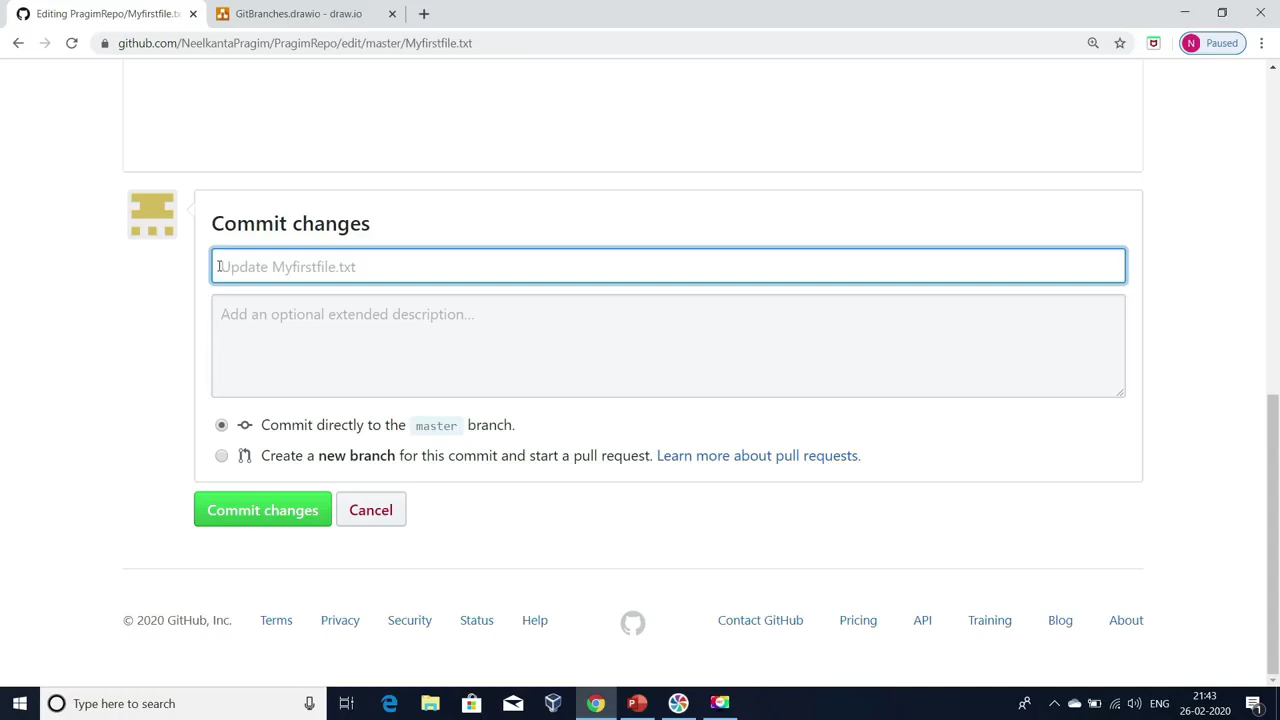 Editing PragimRepo/Myfirstfile.tx
GitBranches.drawio - draw.io
github.com/NeelkantaPragim/PragimRepo/edit/master/Myfirstfile.txt
N Paused
Commit changes
Update Myfirstfile.txt
Add an optional extended description...
Commit directly to the master branch.
Create a new branch for this commit and start a pull request. Learn more about pull requests.
Commit changes Cancel
© 2020 GitHub, Inc. Terms Privacy Security Status Help Contact GitHub Pricing API Training Blog About
Type here to search
ENG
21:43
26-02-2020
1